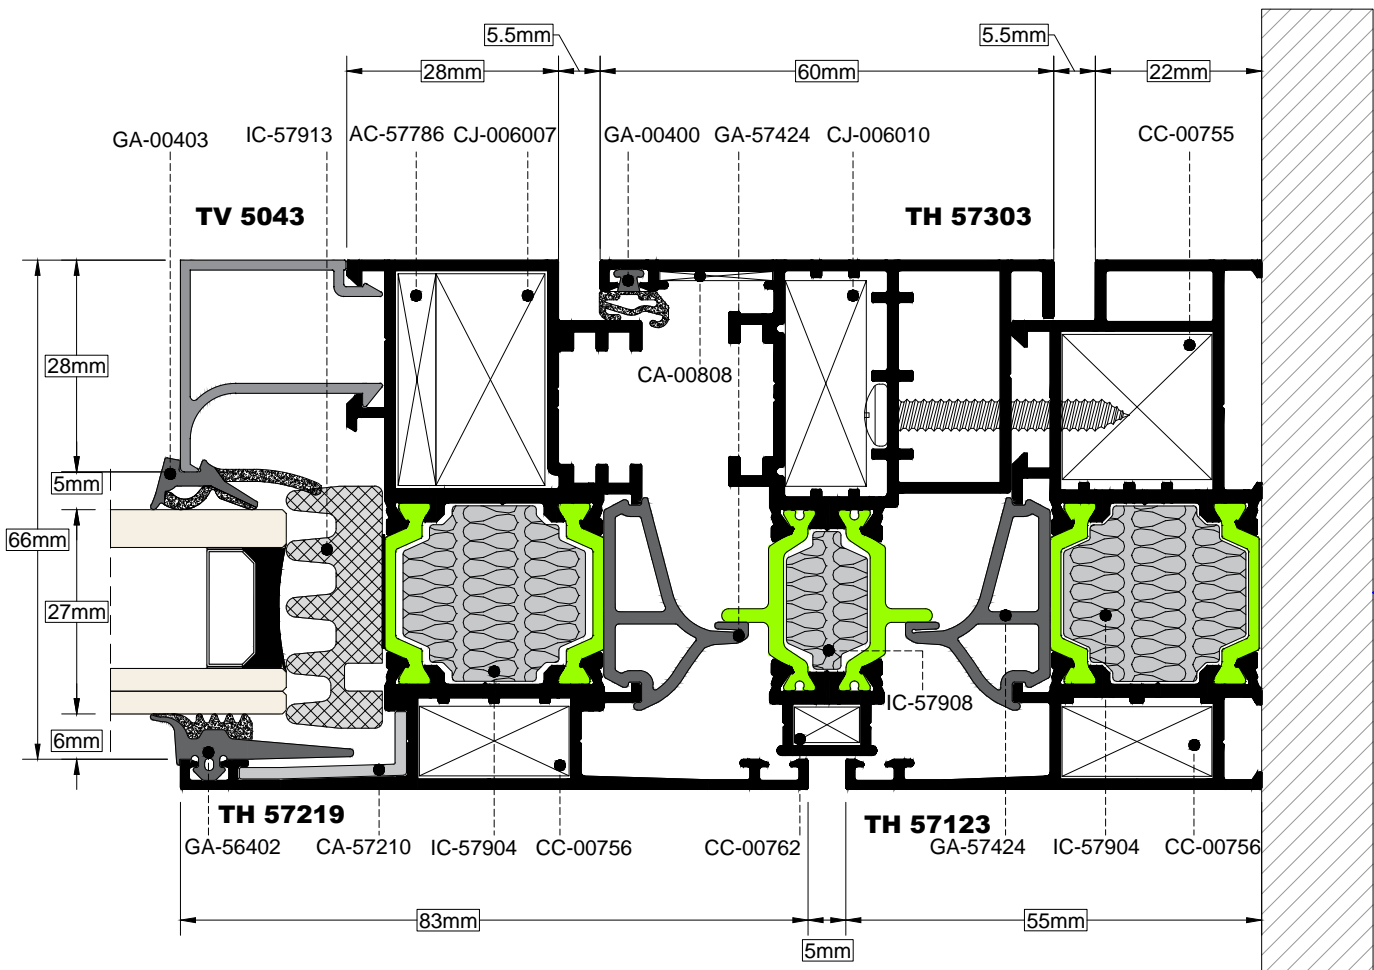 5.5mm
5.5mm
28mm
60mm
22mm
GA-00403
IC-57913
AC-57786
CJ-006007
GA-00400
GA-57424
CJ-006010
CC-00755
TV 5043
TH 57303
28mm
CA-00808
5mm
66mm
27mm
IC-57908
6mm
TH 57219
TH 57123
GA-56402
CA-57210
IC-57904
CC-00756
CC-00762
GA-57424
IC-57904
CC-00756
83mm
55mm
5mm